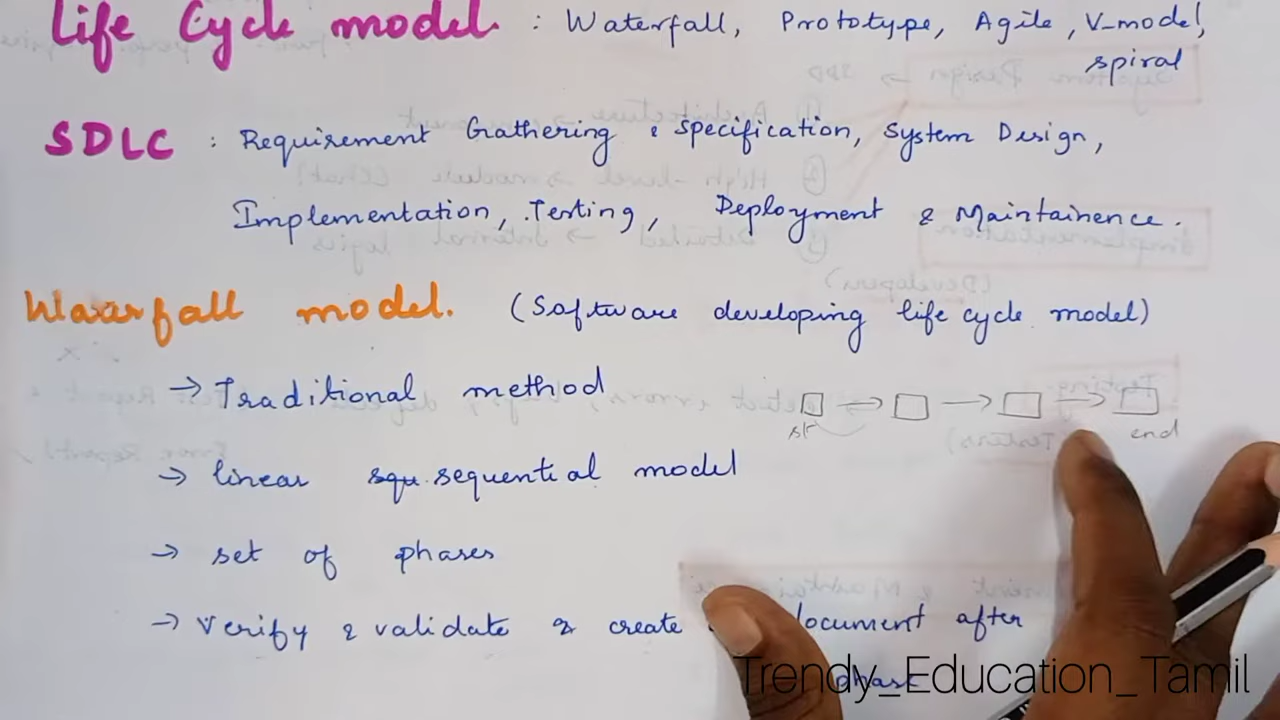 Life Cycle model : Waterfall, Prototype, Agile, V-model,
spiral
SDLC : Requirement Gathering & specification, System Design,
Implementation, Testing, Deployment & Maintainence.
Waterfall model. (Software developing life cycle model)
→ Traditional method
st end
→ linear squ. sequential model
→ set of phases
→ Verify & validate & create document after
phase
Trendy_Education_Tamil